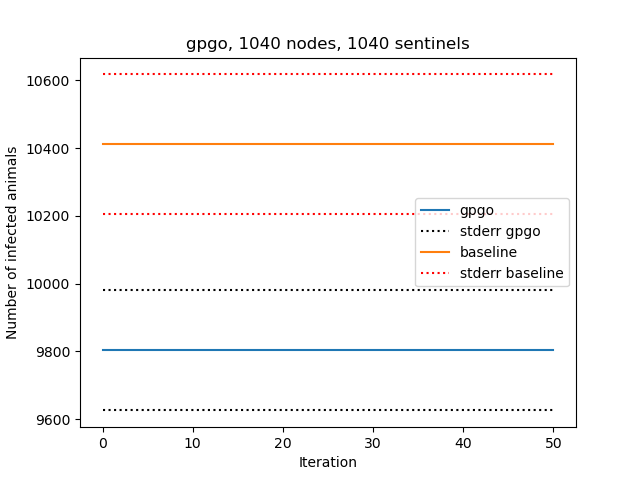 gpgo, 1040 nodes, 1040 sentinels
Number of infected animals
10600
10400
10200
10000
9800
9600
gpgo
stderr gpgo
baseline
stderr baseline
0 10 20 30 40 50
Iteration